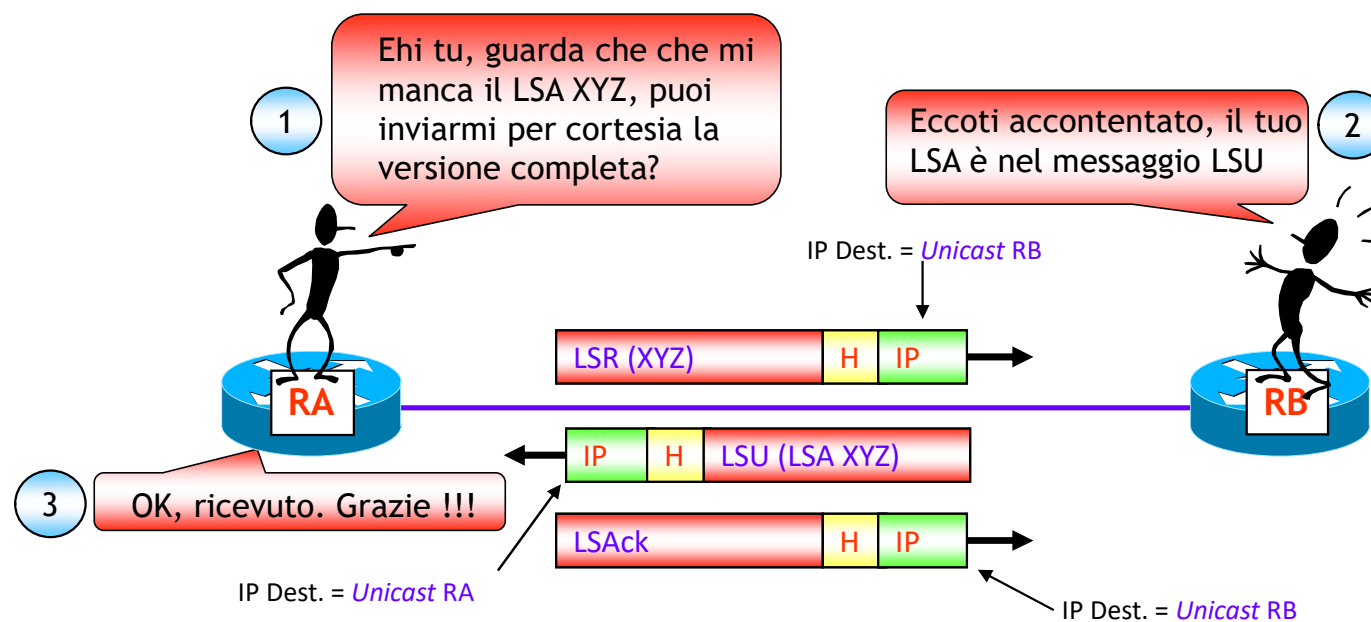 1
Ehi tu, guarda che che mi
manca il LSA XYZ, puoi
inviarmi per cortesia la
versione completa?
2
Eccoti accontentato, il tuo
LSA è nel messaggio LSU
IP Dest. = Unicast RB
LSR (XYZ) H IP
RA
RB
IP H LSU (LSA XYZ)
3
OK, ricevuto. Grazie !!!
LSAck H IP
IP Dest. = Unicast RA
IP Dest. = Unicast RB